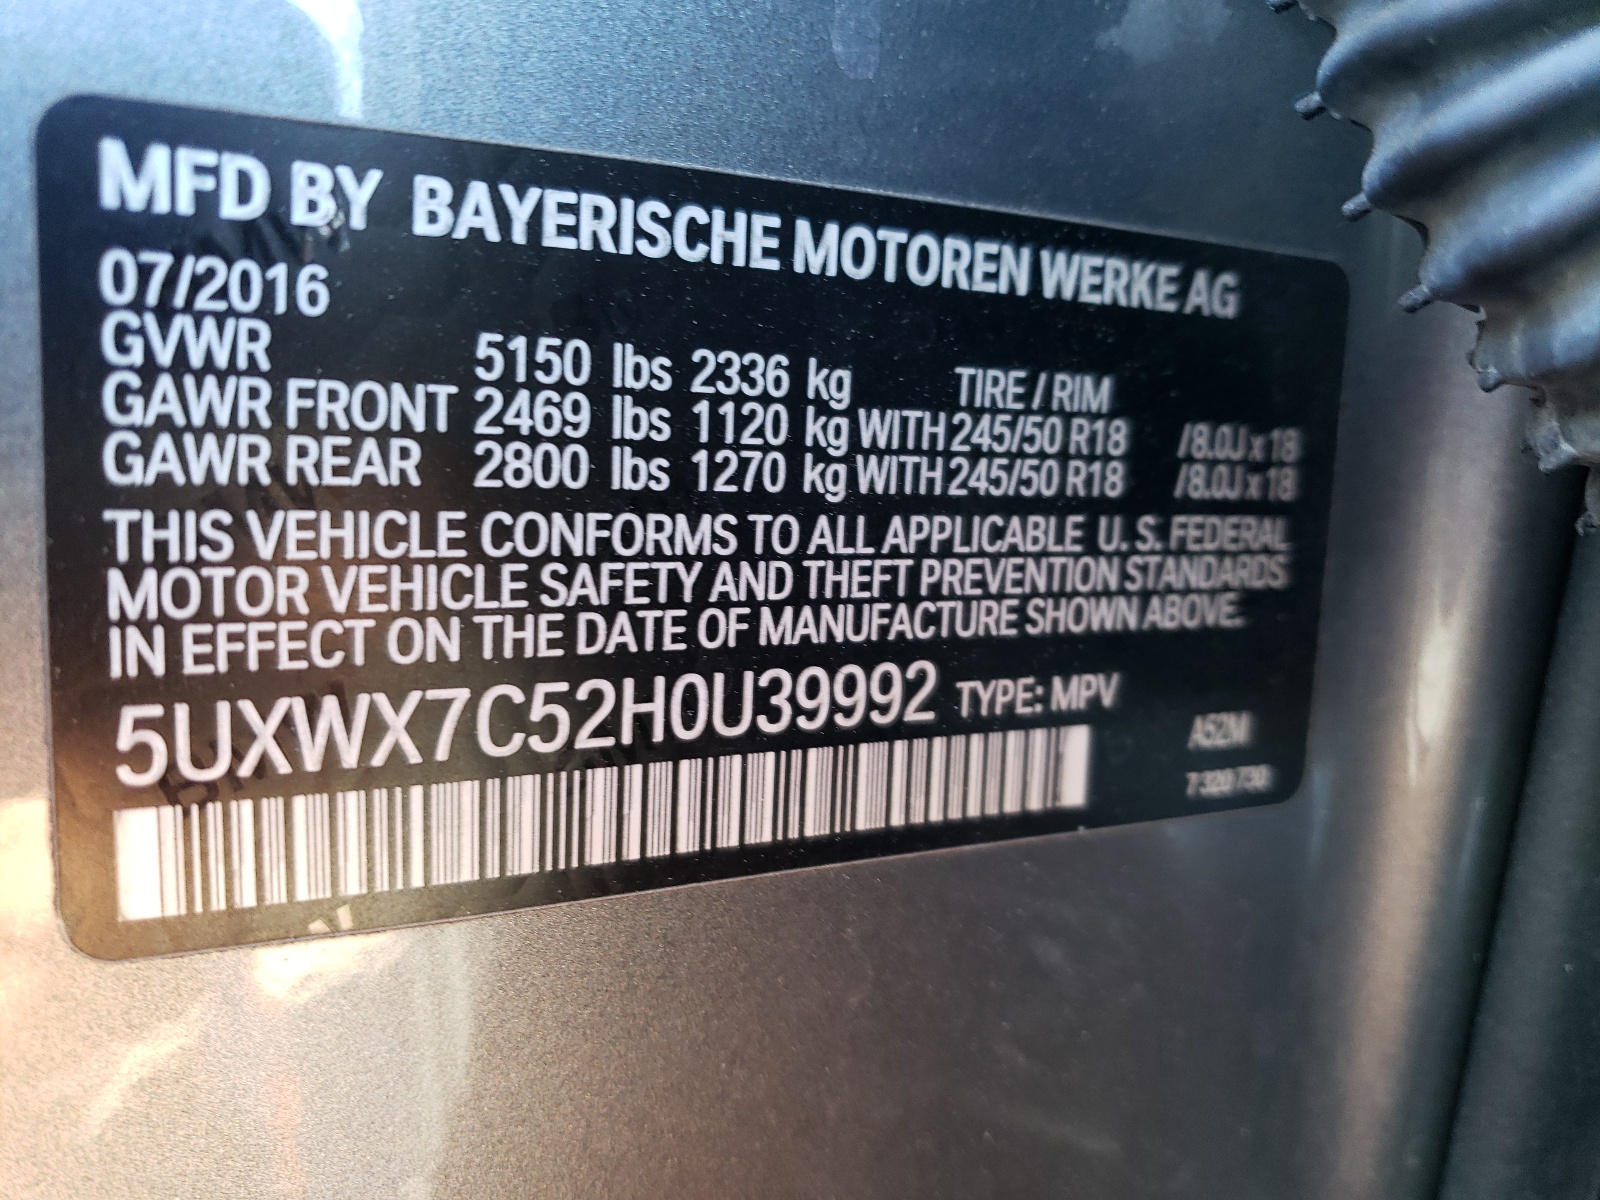 MFD BY BAYERISCHE MOTOREN WERKE AG
07/2016
GVWR 5150 lbs 2336 kg TIRE / RIM
GAWR FRONT 2469 lbs 1120 kg WITH 245/50 R18 /8.0J x 18
GAWR REAR 2800 lbs 1270 kg WITH 245/50 R18 /8.0J x 18
THIS VEHICLE CONFORMS TO ALL APPLICABLE U. S. FEDERAL
MOTOR VEHICLE SAFETY AND THEFT PREVENTION STANDARDS
IN EFFECT ON THE DATE OF MANUFACTURE SHOWN ABOVE.
5UXWX7C52H0U39992 TYPE: MPV
A52M
7 320 730